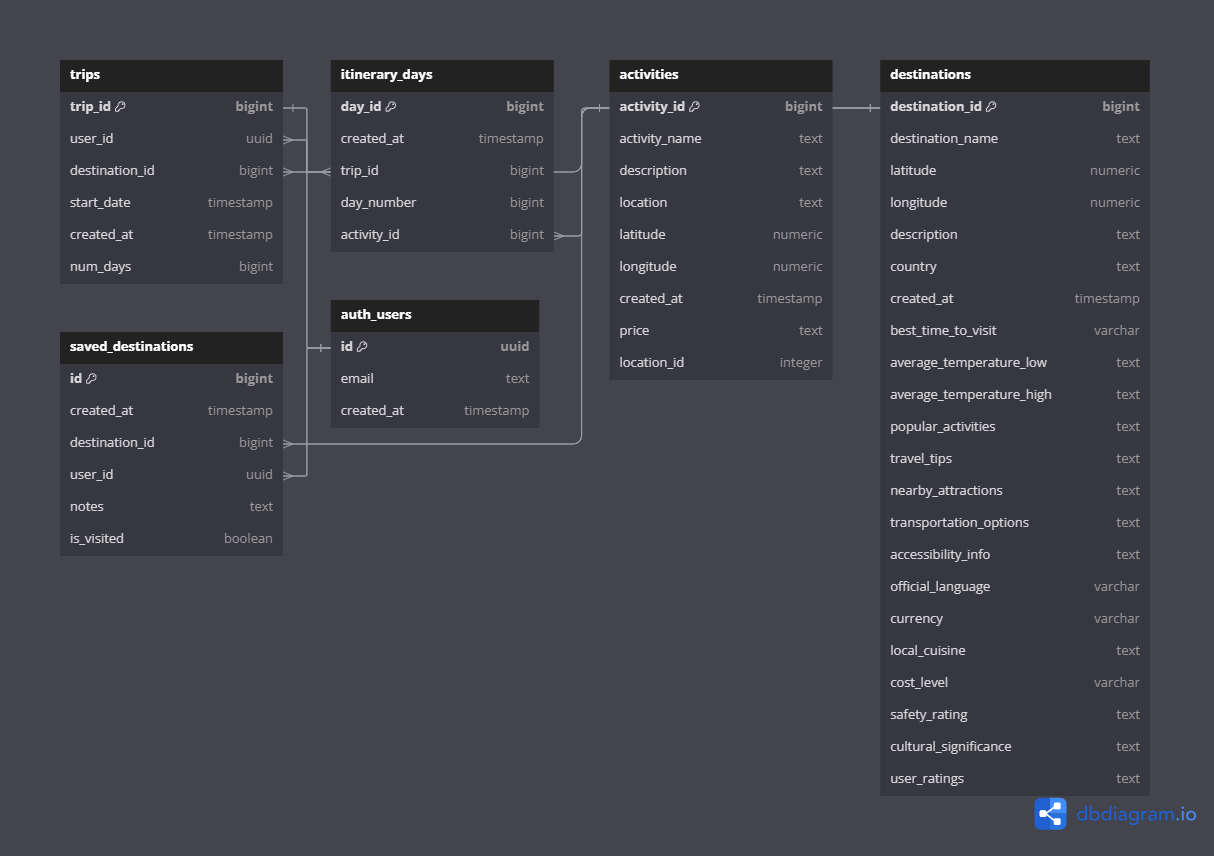 trips
trip_id bigint
user_id uuid
destination_id bigint
start_date timestamp
created_at timestamp
num_days bigint
itinerary_days
day_id bigint
created_at timestamp
trip_id bigint
day_number bigint
activity_id bigint
activities
activity_id bigint
activity_name text
description text
location text
latitude numeric
longitude numeric
created_at timestamp
price text
location_id integer
destinations
destination_id bigint
destination_name text
latitude numeric
longitude numeric
description text
country text
created_at timestamp
best_time_to_visit varchar
average_temperature_low text
average_temperature_high text
popular_activities text
travel_tips text
nearby_attractions text
transportation_options text
accessibility_info text
official_language varchar
currency varchar
local_cuisine text
cost_level varchar
safety_rating text
cultural_significance text
user_ratings text
auth_users
id uuid
email text
created_at timestamp
saved_destinations
id bigint
created_at timestamp
destination_id bigint
user_id uuid
notes text
is_visited boolean
dbdiagram.io